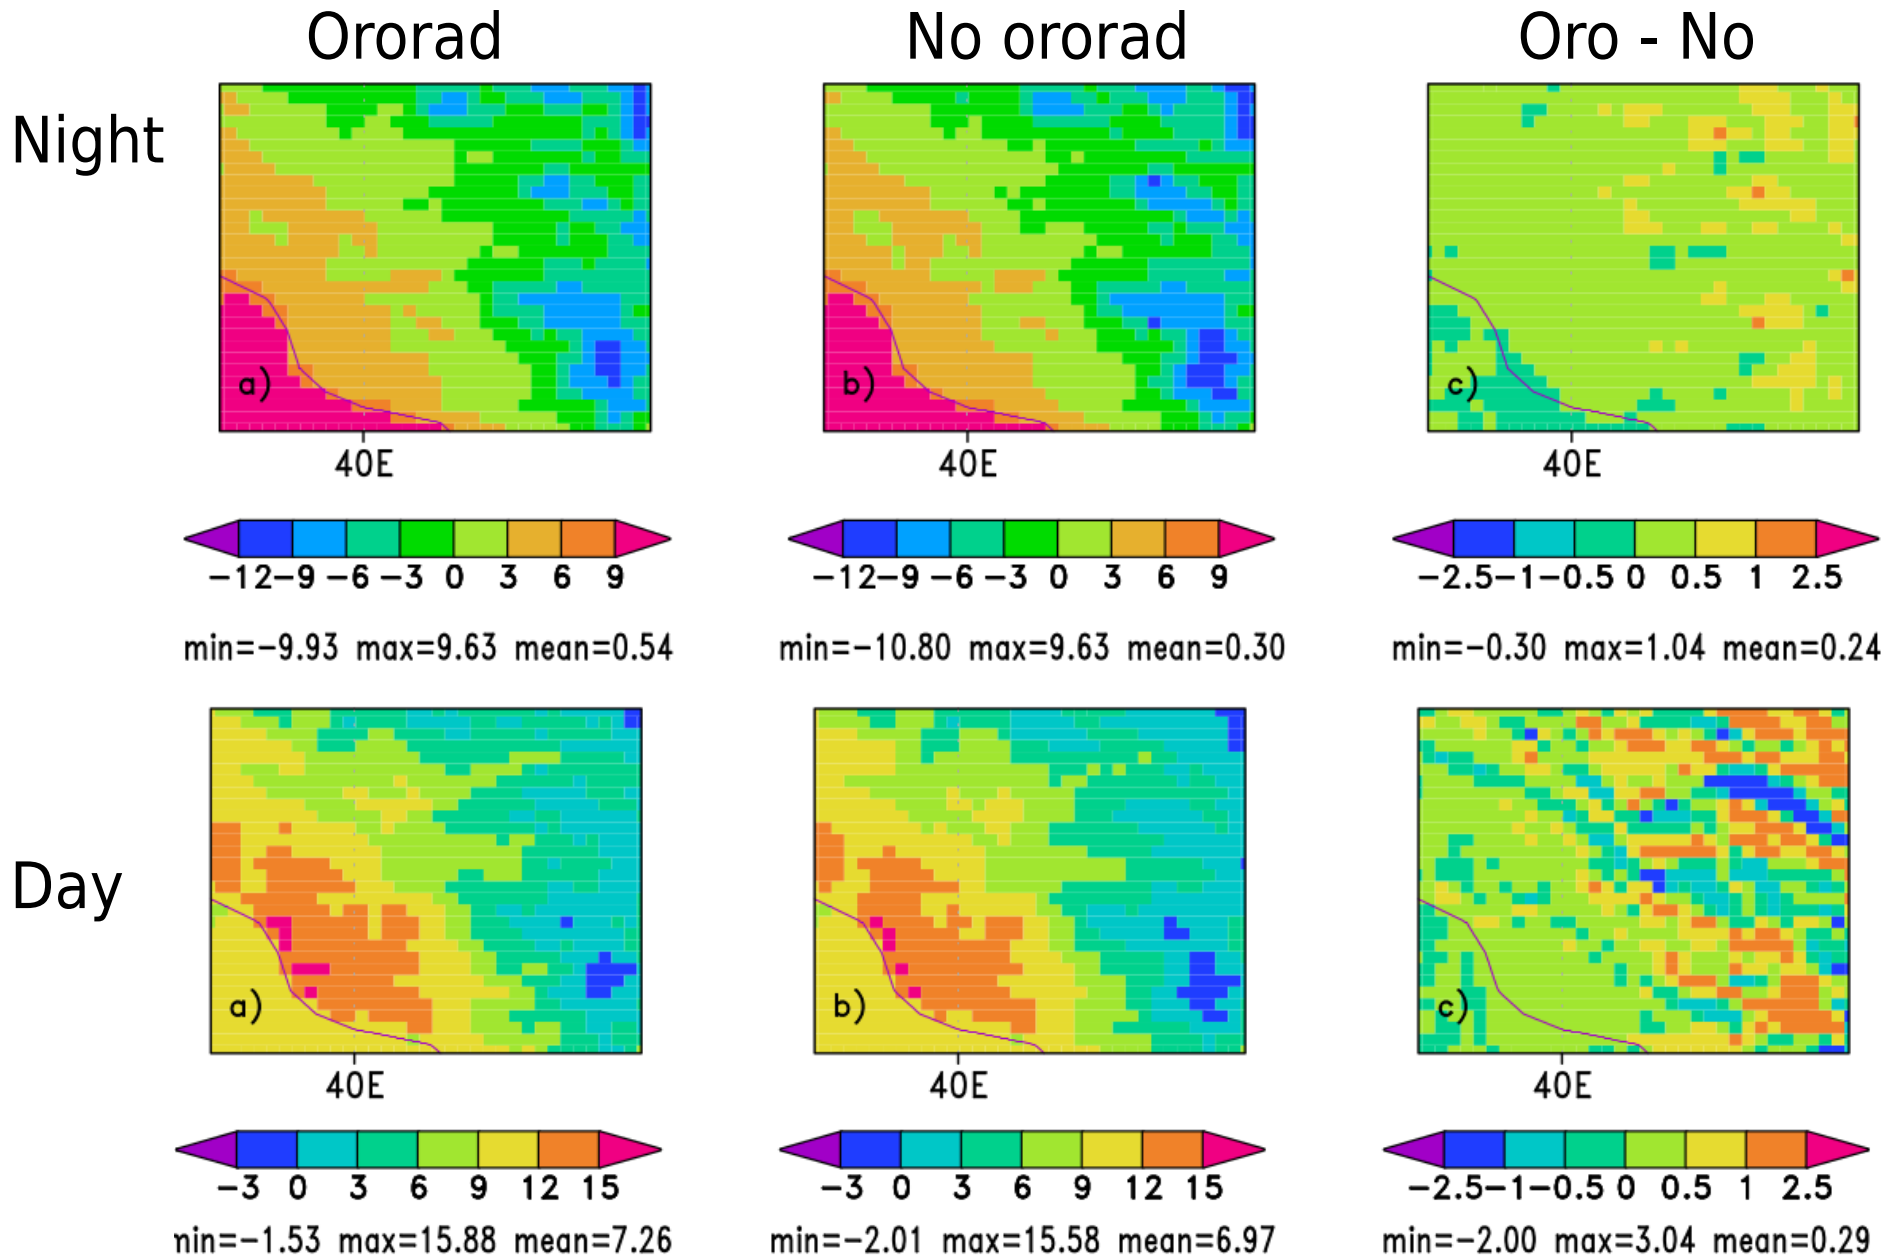 Ororad No ororad Oro - No
Night
a) b) c)
40E 40E 40E
−12−9 −6 −3 0 3 6 9 −12−9 −6 −3 0 3 6 9 −2.5−1−0.5 0 0.5 1 2.5
min=−9.93 max=9.63 mean=0.54 min=−10.80 max=9.63 mean=0.30 min=−0.30 max=1.04 mean=0.24
Day
a) b) c)
40E 40E 40E
−3 0 3 6 9 12 15 −3 0 3 6 9 12 15 −2.5−1−0.5 0 0.5 1 2.5
min=−1.53 max=15.88 mean=7.26 min=−2.01 max=15.58 mean=6.97 min=−2.00 max=3.04 mean=0.29